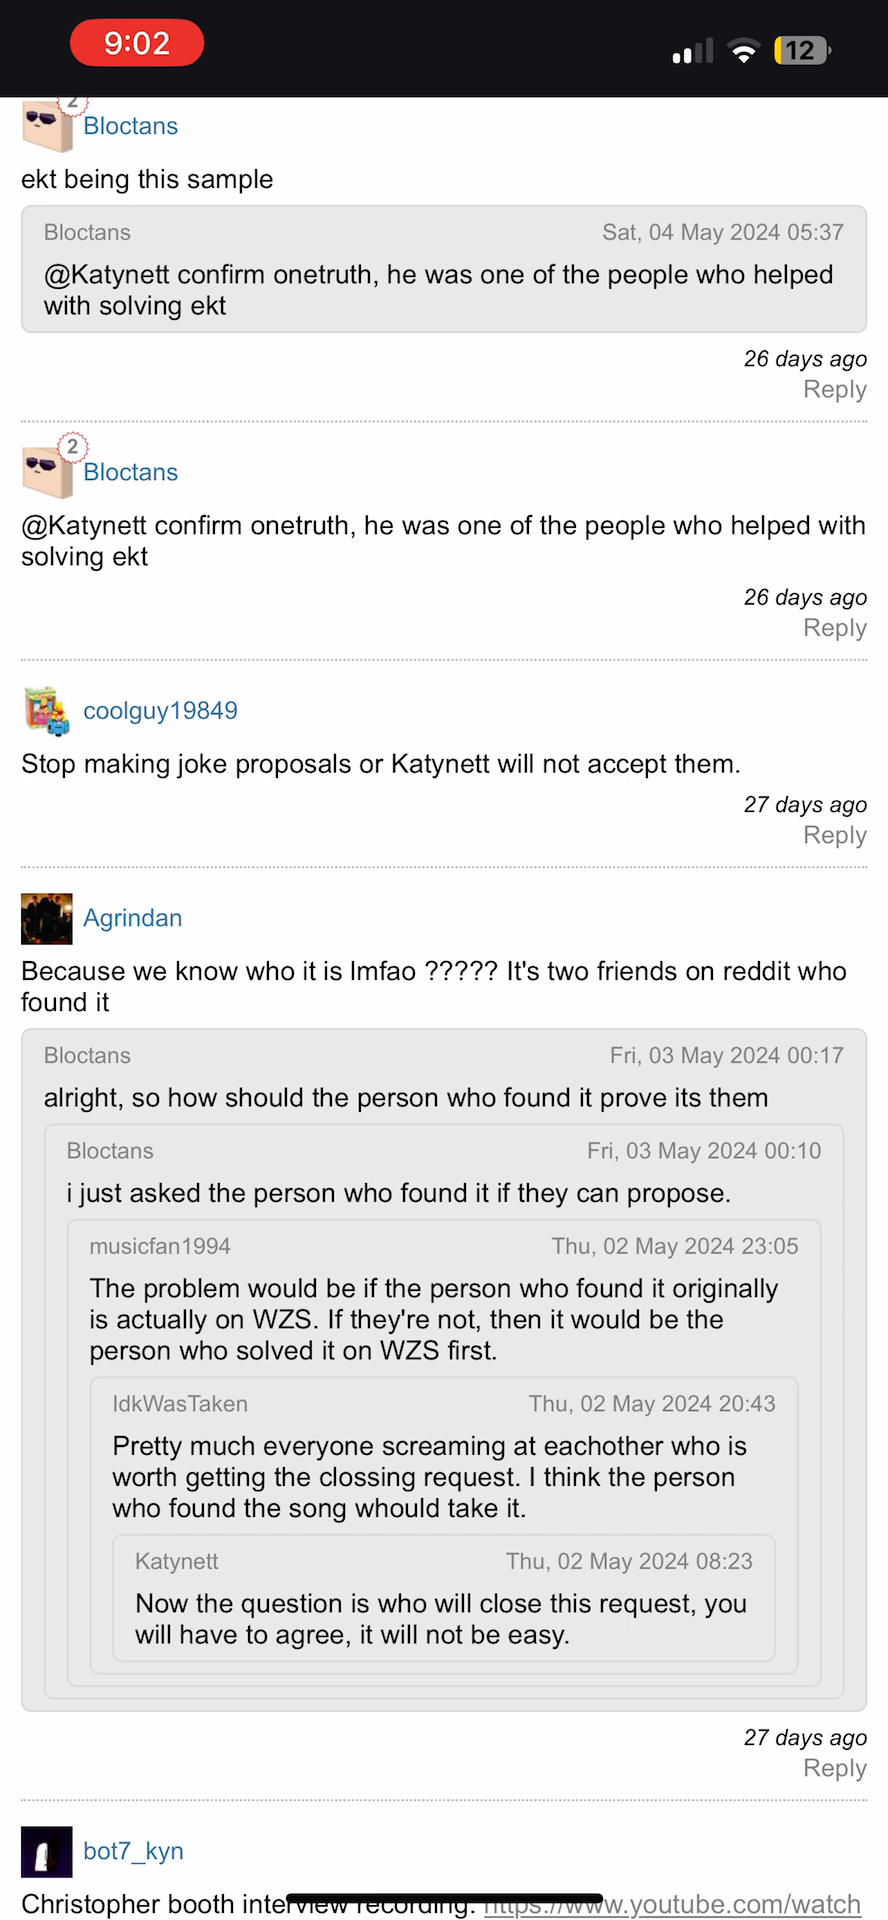 9:02
12
2
Bloctans
ekt being this sample
Bloctans Sat, 04 May 2024 05:37
@Katynett confirm onetruth, he was one of the people who helped
with solving ekt
26 days ago
Reply
2
Bloctans
@Katynett confirm onetruth, he was one of the people who helped with
solving ekt
26 days ago
Reply
coolguy19849
Stop making joke proposals or Katynett will not accept them.
27 days ago
Reply
Agrindan
Because we know who it is lmfao ????? It's two friends on reddit who
found it
Bloctans Fri, 03 May 2024 00:17
alright, so how should the person who found it prove its them
Bloctans Fri, 03 May 2024 00:10
i just asked the person who found it if they can propose.
musicfan1994 Thu, 02 May 2024 23:05
The problem would be if the person who found it originally
is actually on WZS. If they're not, then it would be the
person who solved it on WZS first.
IdkWasTaken Thu, 02 May 2024 20:43
Pretty much everyone screaming at eachother who is
worth getting the clossing request. I think the person
who found the song whould take it.
Katynett Thu, 02 May 2024 08:23
Now the question is who will close this request, you
will have to agree, it will not be easy.
27 days ago
Reply
bot7_kyn
Christopher booth interview recording: https://www.youtube.com/watch